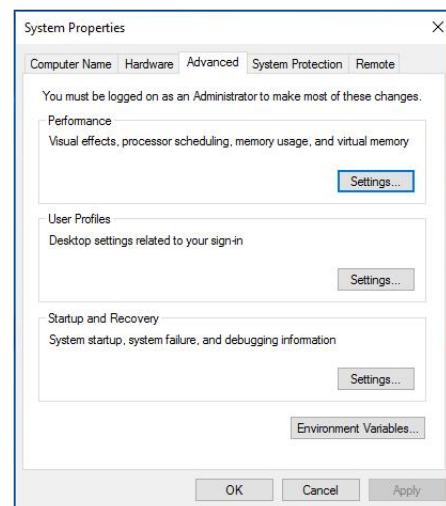 System Properties
Computer Name Hardware Advanced System Protection Remote
You must be logged on as an Administrator to make most of these changes.
Performance
Visual effects, processor scheduling, memory usage, and virtual memory
Settings...
User Profiles
Desktop settings related to your sign-in
Settings...
Startup and Recovery
System startup, system failure, and debugging information
Settings...
Environment Variables...
OK Cancel Apply